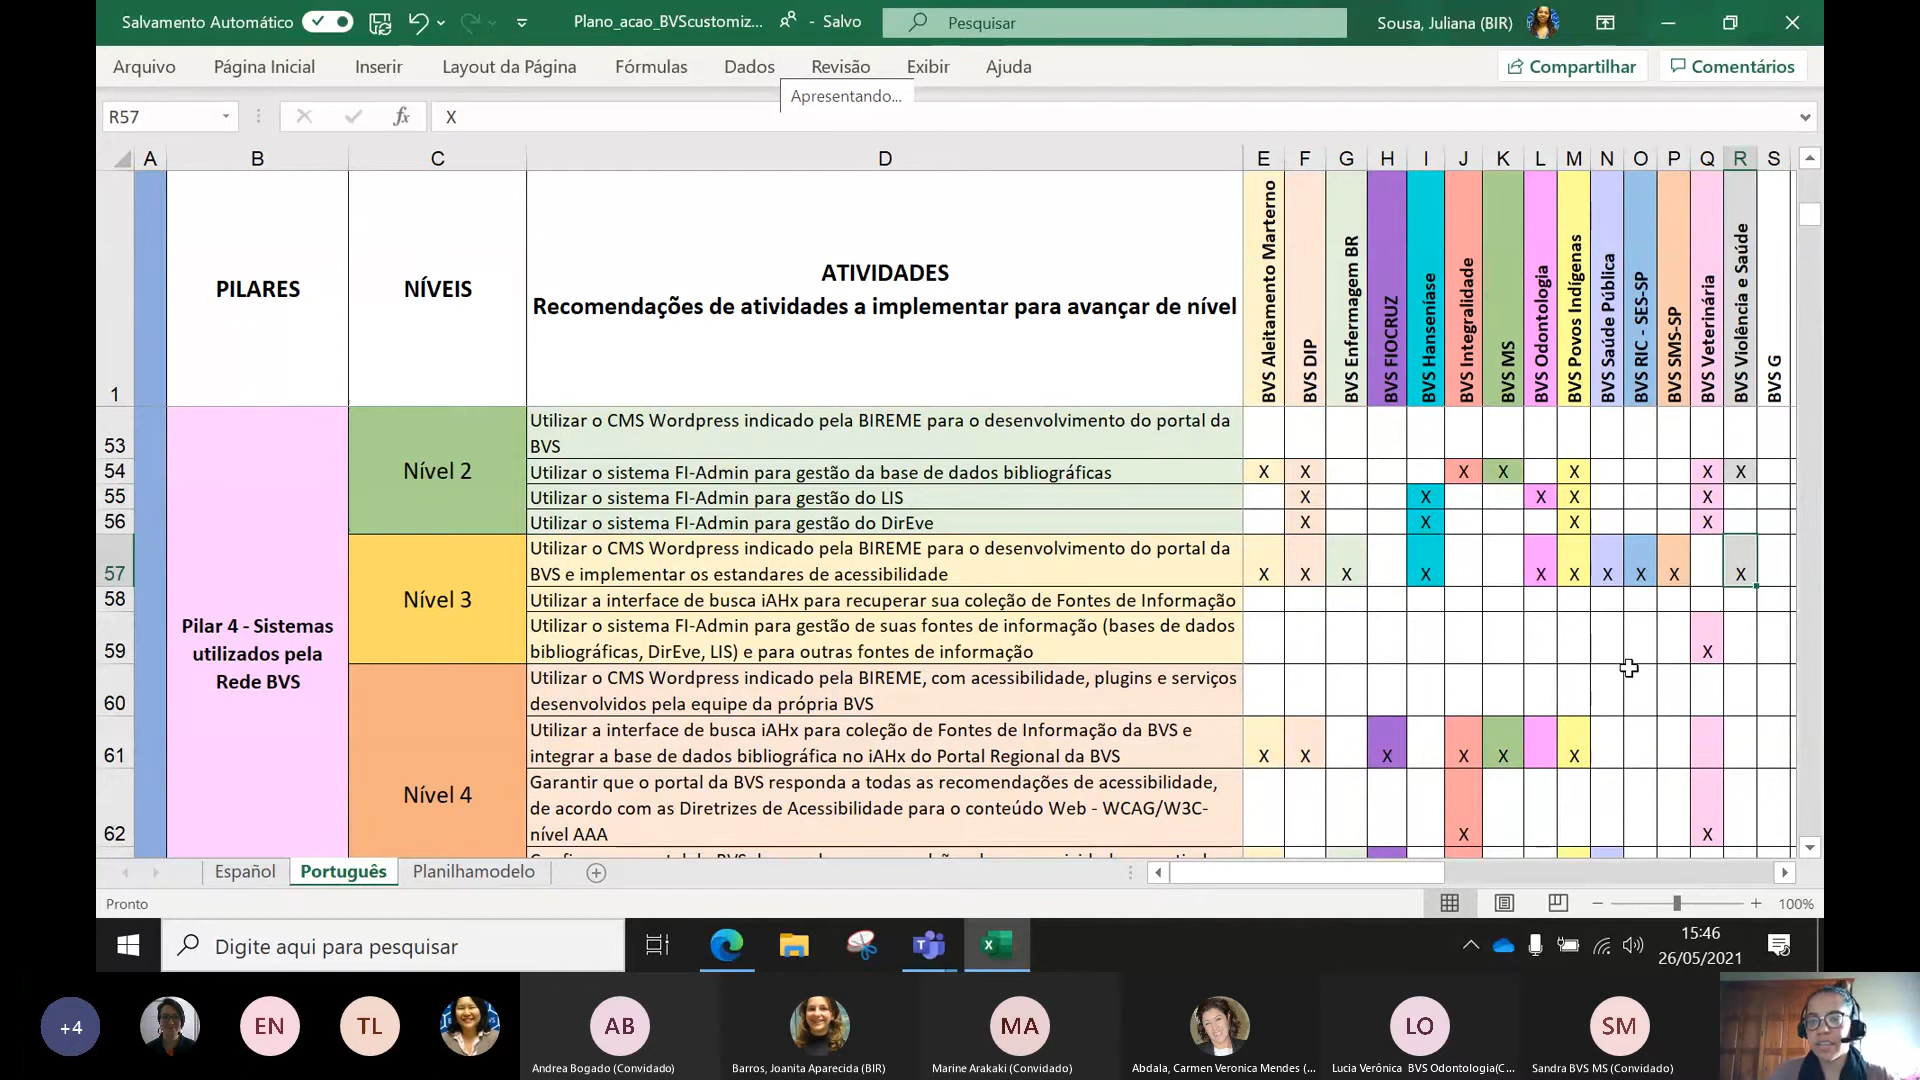 Salvamento Automático
Plano_acao_BVScustomiz... - Salvo
Pesquisar
Sousa, Juliana (BIR)
Arquivo Página Inicial Inserir Layout da Página Fórmulas Dados Revisão Exibir Ajuda
Compartilhar Comentários
Apresentando...
R57
fx
X
A B C D E F G H I J K L M N O P Q R S
1
PILARES
NÍVEIS
ATIVIDADES
Recomendações de atividades a implementar para avançar de nível
BVS Aleitamento Marterno
BVS DIP
BVS Enfermagem BR
BVS FIOCRUZ
BVS Hanseníase
BVS Integralidade
BVS MS
BVS Odontologia
BVS Povos Indígenas
BVS Saúde Pública
BVS RIC - SES-SP
BVS SMS-SP
BVS Veterinária
BVS Violência e Saúde
BVS G
Pilar 4 - Sistemas
utilizados pela
Rede BVS
Nível 2
Utilizar o CMS Wordpress indicado pela BIREME para o desenvolvimento do portal da
53 BVS
54 Utilizar o sistema FI-Admin para gestão da base de dados bibliográficas X X X X X X X
55 Utilizar o sistema FI-Admin para gestão do LIS X X X X X
56 Utilizar o sistema FI-Admin para gestão do DirEve X X X X
Nível 3
Utilizar o CMS Wordpress indicado pela BIREME para o desenvolvimento do portal da
57 BVS e implementar os estandares de acessibilidade X X X X X X X X X X
58 Utilizar a interface de busca iAHx para recuperar sua coleção de Fontes de Informação
Utilizar o sistema FI-Admin para gestão de suas fontes de informação (bases de dados
59 bibliográficas, DirEve, LIS) e para outras fontes de informação X
Nível 4
Utilizar o CMS Wordpress indicado pela BIREME, com acessibilidade, plugins e serviços
60 desenvolvidos pela equipe da própria BVS
Utilizar a interface de busca iAHx para coleção de Fontes de Informação da BVS e
61 integrar a base de dados bibliográfica no iAHx do Portal Regional da BVS X X X X X X
Garantir que o portal da BVS responda a todas as recomendações de acessibilidade,
de acordo com as Diretrizes de Acessibilidade para o conteúdo Web - WCAG/W3C-
62 nível AAA X X
Español Português Planilhamodelo
Pronto
100%
Digite aqui para pesquisar
15:46
26/05/2021
+4
EN
TL
AB
MA
LO
SM
Andrea Bogado (Convidado)
Barros, Joanita Aparecida (BIR)
Marine Arakaki (Convidado)
Abdala, Carmen Veronica Mendes (...
Lucia Verônica BVS Odontologia(C...
Sandra BVS MS (Convidado)